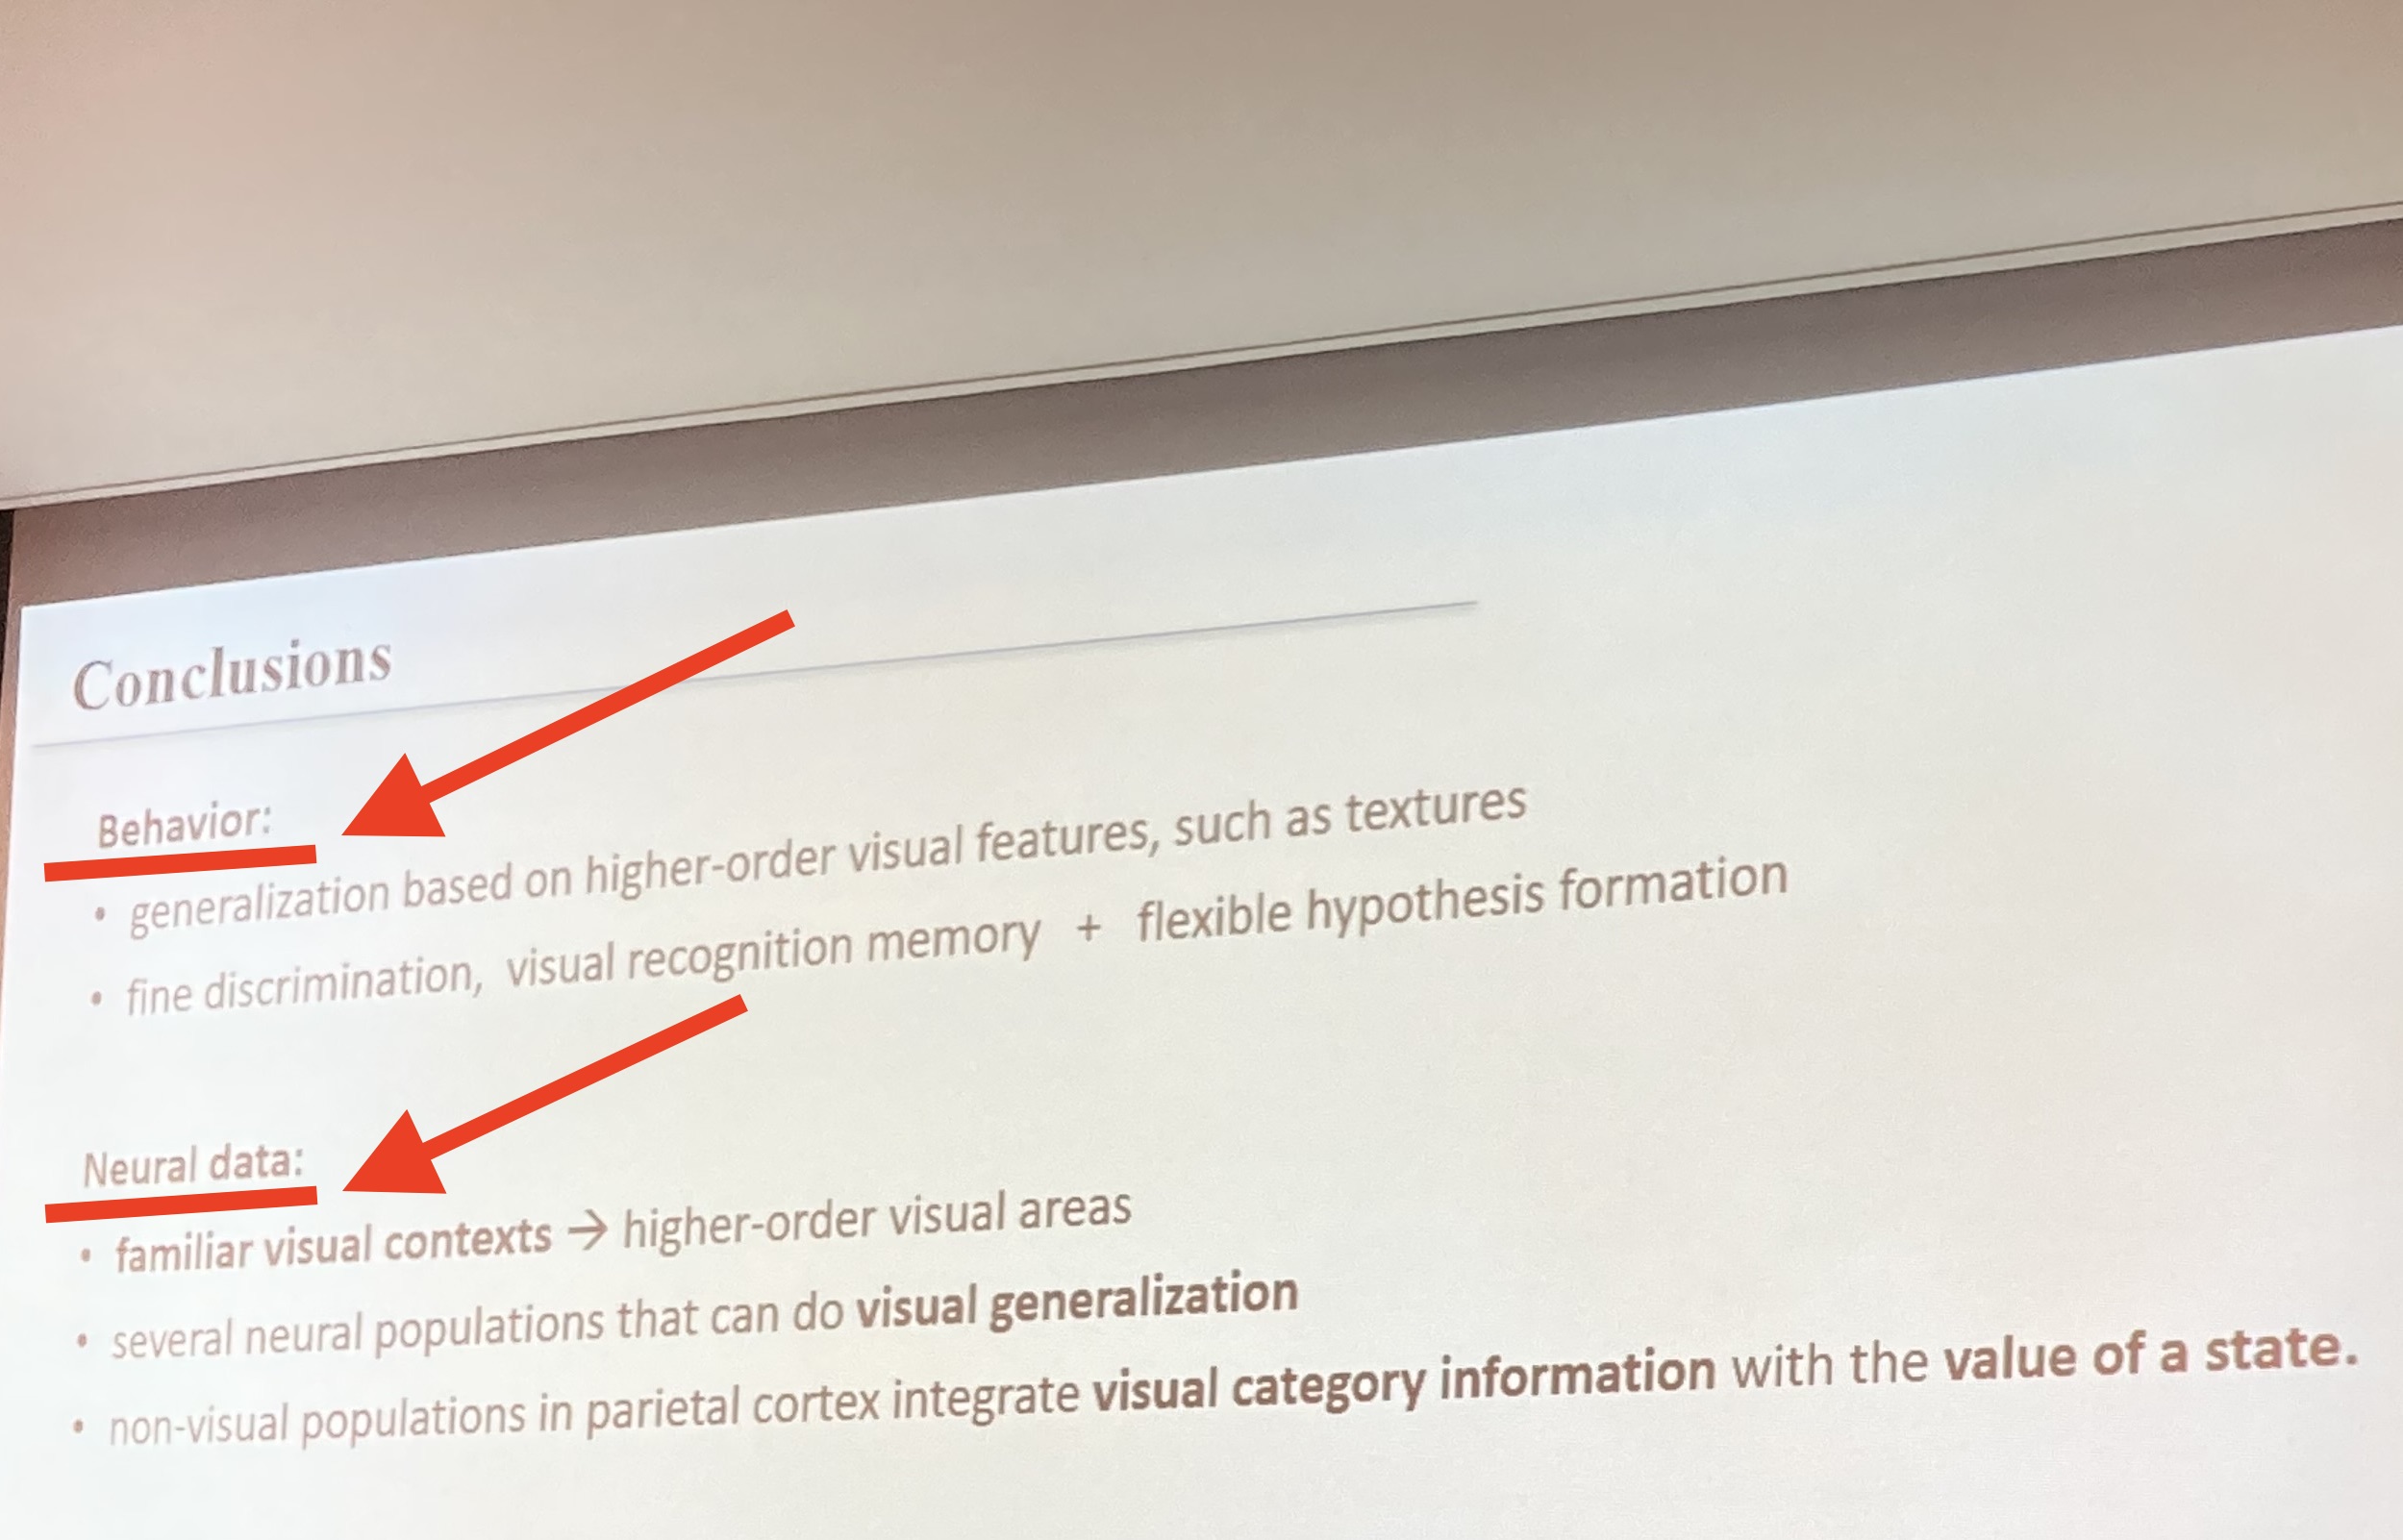 Conclusions
Behavior:
• generalization based on higher-order visual features, such as textures
• fine discrimination, visual recognition memory + flexible hypothesis formation
Neural data:
• familiar visual contexts → higher-order visual areas
• several neural populations that can do visual generalization
• non-visual populations in parietal cortex integrate visual category information with the value of a state.